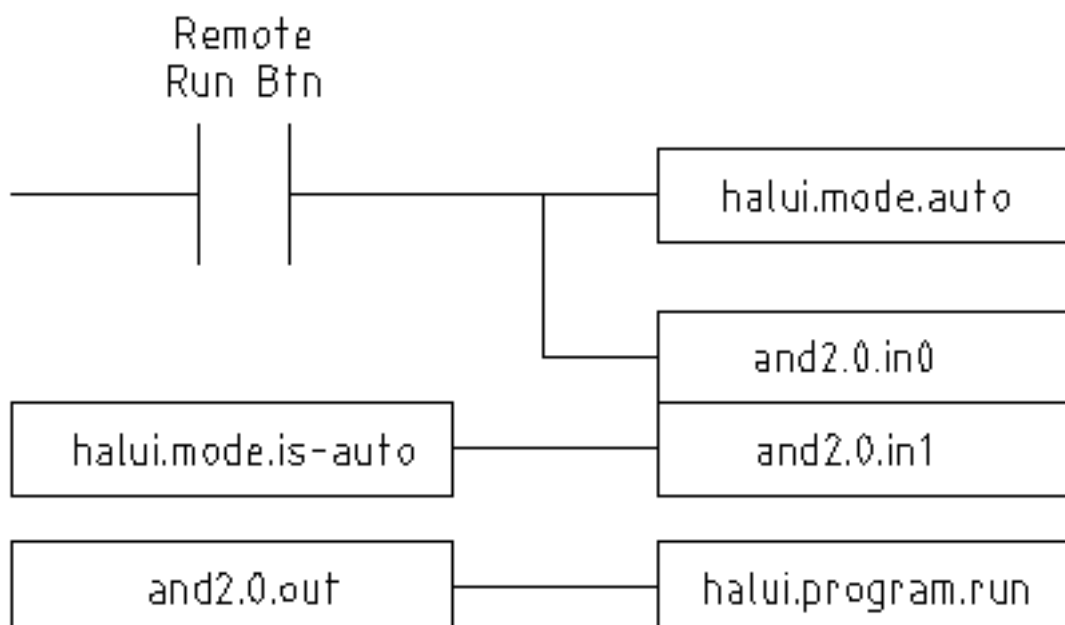 Remote
Run Btn
halui.mode.auto
and2.0.in0
halui.mode.is-auto
and2.0.in1
and2.0.out
halui.program.run